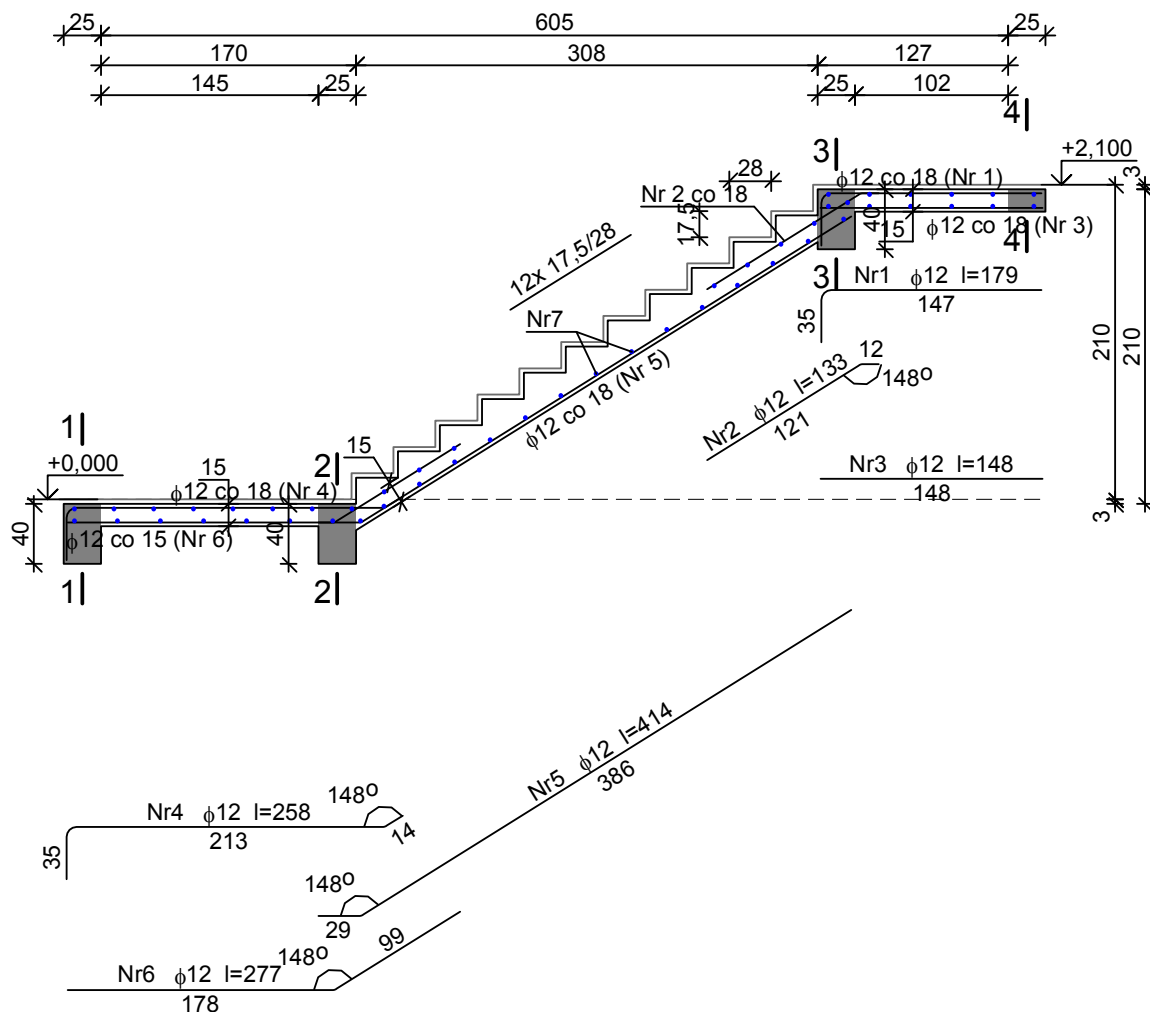 25
605
25
170
308
127
145
25
25
102
4
3
+2,100
3
28
ϕ12 co 18 (Nr 1)
Nr 2 co 18
17,5
40
15
ϕ12 co 18 (Nr 3)
4
12x 17,5/28
3
Nr1 ϕ12 l=179
147
35
210
210
Nr7
12
148o
ϕ12 co 18 (Nr 5)
Nr2 ϕ12 l=133
121
1
2
15
Nr3 ϕ12 l=148
148
+0,000
15
ϕ12 co 18 (Nr 4)
3
40
40
ϕ12 co 15 (Nr 6)
1
2
Nr5 ϕ12 l=414
386
148o
Nr4 ϕ12 l=258
213
14
35
148o
29
99
148o
Nr6 ϕ12 l=277
178